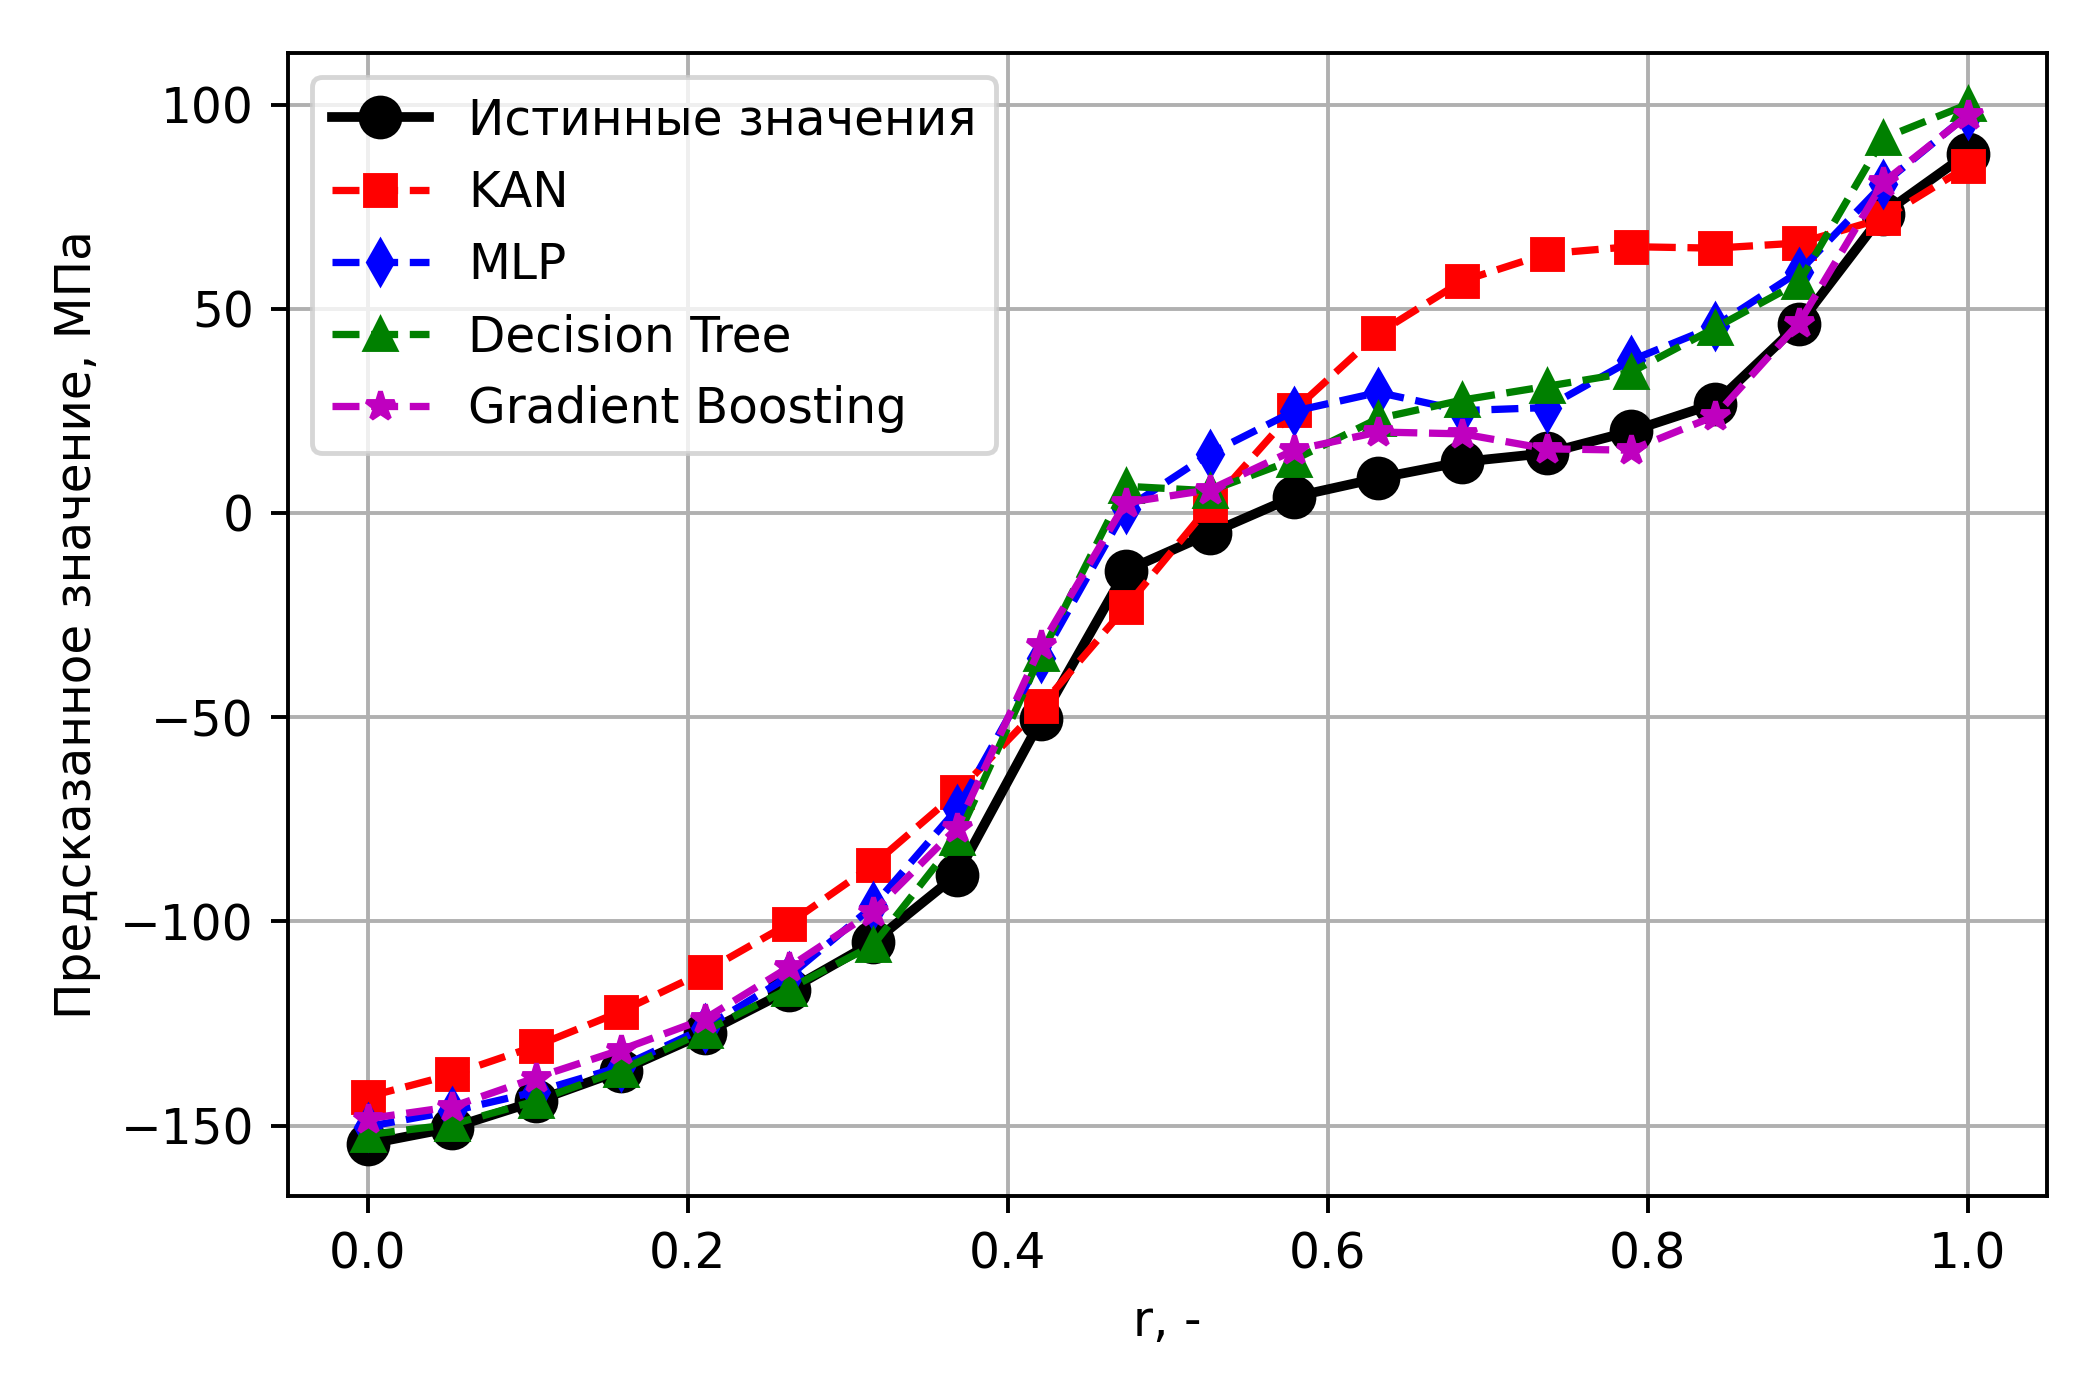 Истинные значения
KAN
MLP
Decision Tree
Gradient Boosting
Предсказанное значение, МПа
100
50
0
−50
−100
−150
0.0 0.2 0.4 0.6 0.8 1.0
r, -